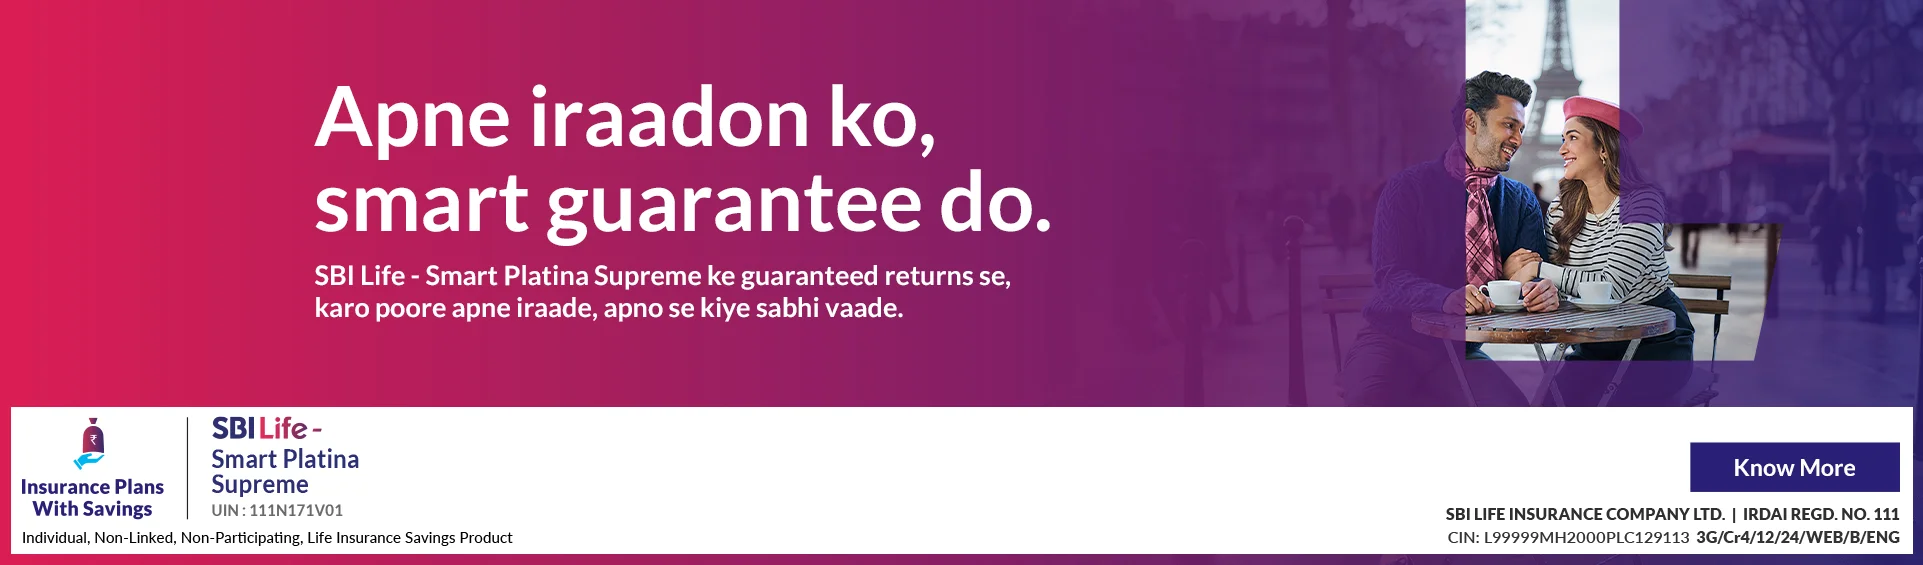 Apne iraadon ko,
smart guarantee do.
SBI Life - Smart Platina Supreme ke guaranteed returns se,
karo poore apne iraade, apno se kiye sabhi vaade.
₹
Insurance Plans
With Savings
SBI Life -
Smart Platina
Supreme
UIN : 111N171V01
Individual, Non-Linked, Non-Participating, Life Insurance Savings Product
Know More
SBI LIFE INSURANCE COMPANY LTD. | IRDAI REGD. NO. 111
CIN: L99999MH2000PLC129113 3G/Cr4/12/24/WEB/B/ENG